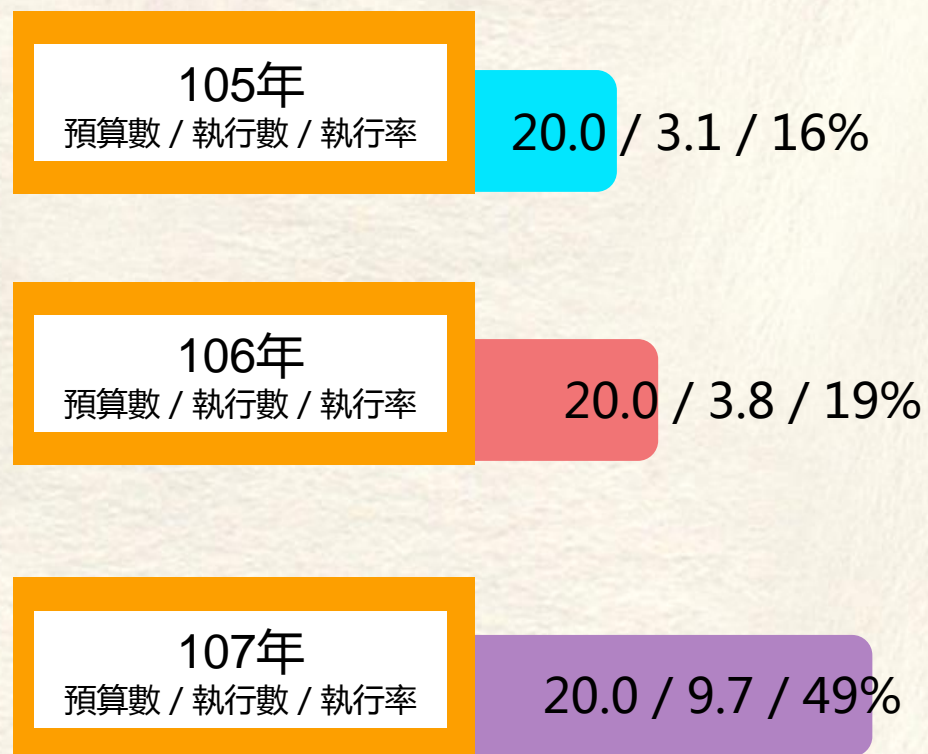 105年
預算數 / 執行數 / 執行率
20.0 / 3.1 / 16%
106年
預算數 / 執行數 / 執行率
20.0 / 3.8 / 19%
107年
預算數 / 執行數 / 執行率
20.0 / 9.7 / 49%